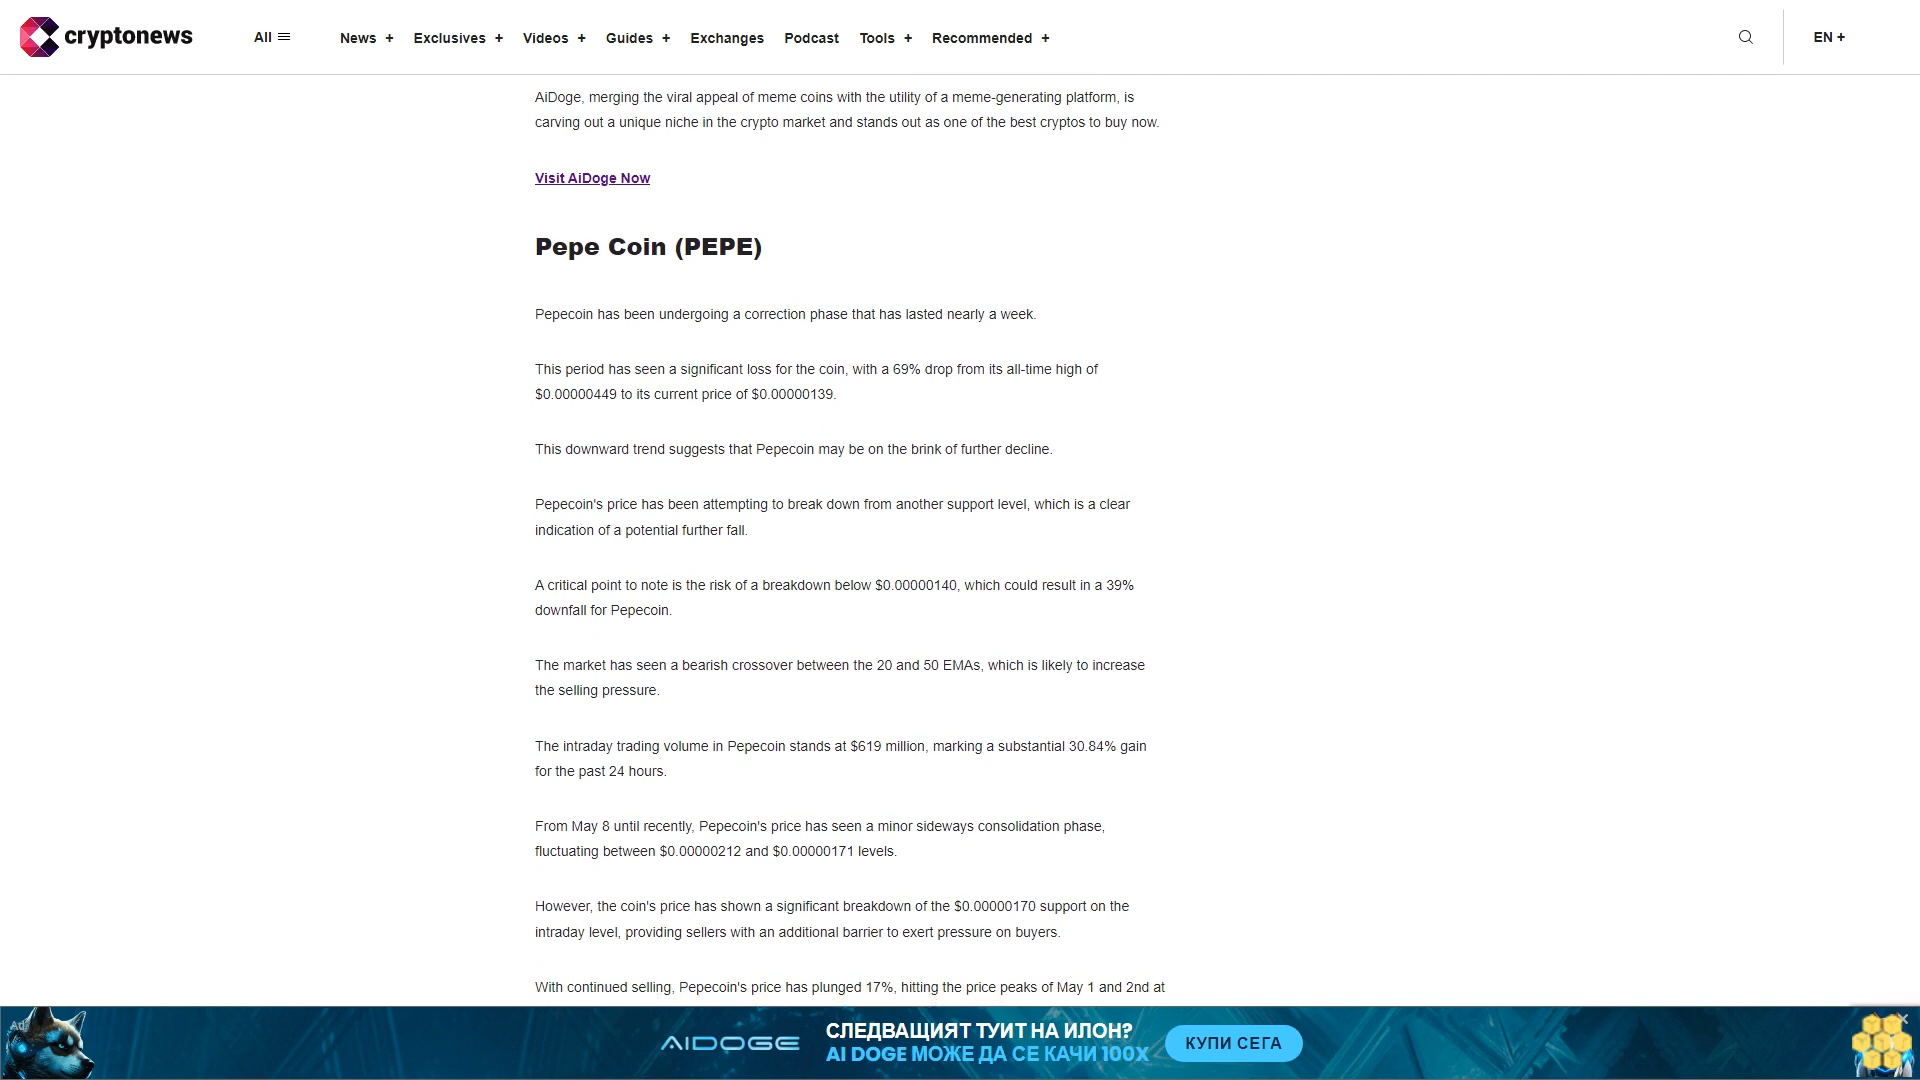 cryptonews
All
News +
Exclusives +
Videos +
Guides +
Exchanges
Podcast
Tools +
Recommended +
EN +
AiDoge, merging the viral appeal of meme coins with the utility of a meme-generating platform, is
carving out a unique niche in the crypto market and stands out as one of the best cryptos to buy now.
Visit AiDoge Now
Pepe Coin (PEPE)
Pepecoin has been undergoing a correction phase that has lasted nearly a week.
This period has seen a significant loss for the coin, with a 69% drop from its all-time high of
$0.00000449 to its current price of $0.00000139.
This downward trend suggests that Pepecoin may be on the brink of further decline.
Pepecoin's price has been attempting to break down from another support level, which is a clear
indication of a potential further fall.
A critical point to note is the risk of a breakdown below $0.00000140, which could result in a 39%
downfall for Pepecoin.
The market has seen a bearish crossover between the 20 and 50 EMAs, which is likely to increase
the selling pressure.
The intraday trading volume in Pepecoin stands at $619 million, marking a substantial 30.84% gain
for the past 24 hours.
From May 8 until recently, Pepecoin's price has seen a minor sideways consolidation phase,
fluctuating between $0.00000212 and $0.00000171 levels.
However, the coin's price has shown a significant breakdown of the $0.00000170 support on the
intraday level, providing sellers with an additional barrier to exert pressure on buyers.
With continued selling, Pepecoin's price has plunged 17%, hitting the price peaks of May 1 and 2nd at
Ad
AIDOGE
СЛЕДВАЩИЯТ ТУИТ НА ИЛОН?
AI DOGE МОЖЕ ДА СЕ КАЧИ 100X
КУПИ СЕГА